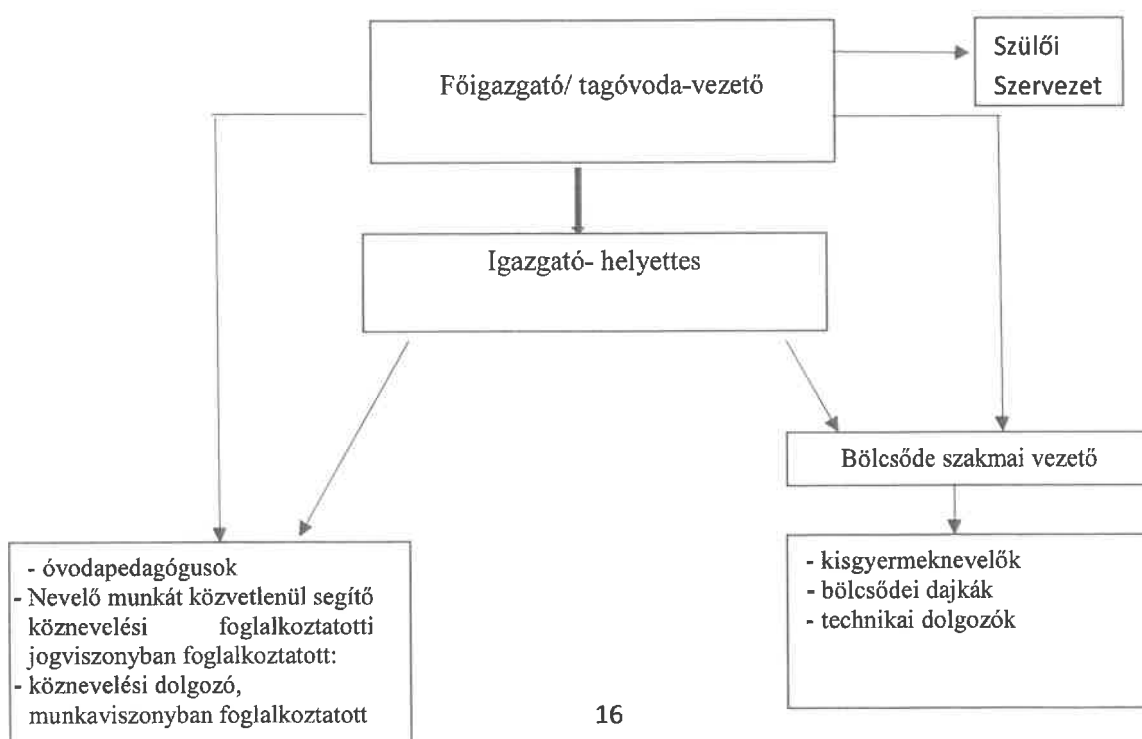 Szülői
Szervezet
Főigazgató/ tagóvoda-vezető
Igazgató- helyettes
Bölcsőde szakmai vezető
- óvodapedagógusok
- Nevelő munkát közvetlenül segítő
köznevelési foglalkoztatotti
jogviszonyban foglalkoztatott:
- köznevelési dolgozó,
munkaviszonyban foglalkoztatott
- kisgyermeknevelők
- bölcsődei dajkák
- technikai dolgozók
16